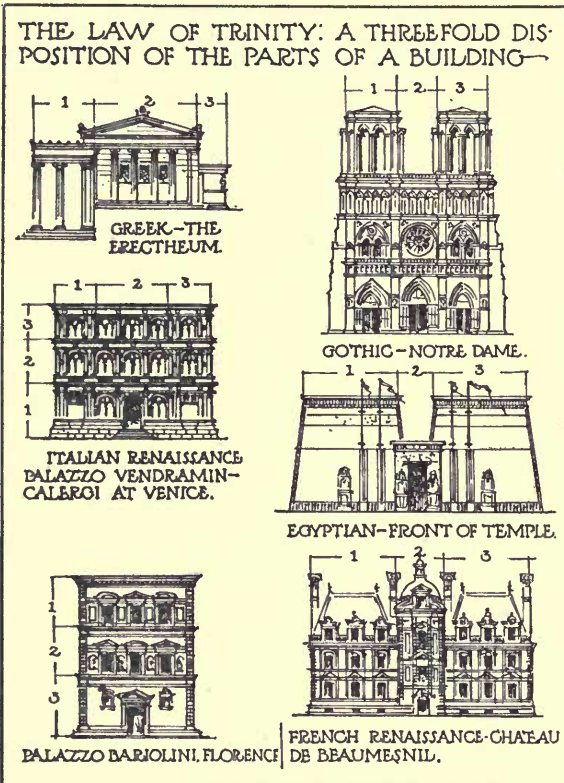 THE LAW OF TRINITY: A THREEFOLD DIS-
POSITION OF THE PARTS OF A BUILDING—
1 2 3
GREEK-THE
ERECTHEUM.
1 2 3
GOTHIC-NOTRE DAME.
1 2 3
3
2
1
ITALIAN RENAISSANCE
PALAZZO VENDRAMIN-
CALERGI AT VENICE.
1 2 3
EGYPTIAN-FRONT OF TEMPLE.
1
2
3
PALAZZO BARIOLINI, FLORENCE
1 2 3
FRENCH RENAISSANCE-CHATEAU
DE BEAUMESNIL.